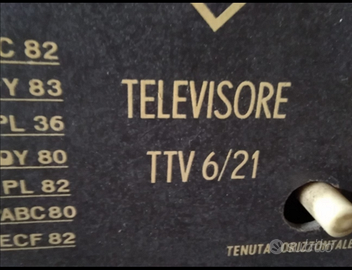 C 82
Y 83
PL 36
DY 80
PL 82
ABC80
ECF 82
TELEVISORE
TTV 6/21
TENUTA ORIZZONTALE